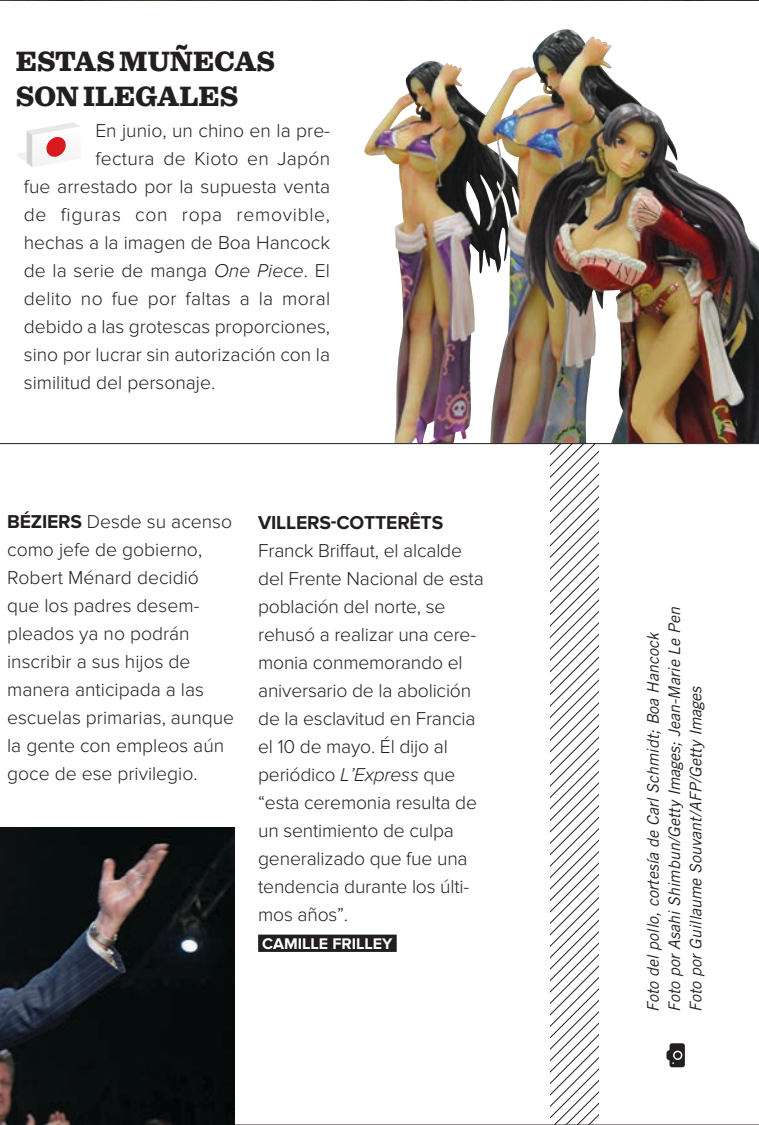 ESTAS MUÑECAS
SON ILEGALES
En junio, un chino en la pre-
fectura de Kioto en Japón
fue arrestado por la supuesta venta
de figuras con ropa removible,
hechas a la imagen de Boa Hancock
de la serie de manga One Piece. El
delito no fue por faltas a la moral
debido a las grotescas proporciones,
sino por lucrar sin autorización con la
similitud del personaje.
BÉZIERS Desde su acenso
como jefe de gobierno,
Robert Ménard decidió
que los padres desem-
pleados ya no podrán
inscribir a sus hijos de
manera anticipada a las
escuelas primarias, aunque
la gente con empleos aún
goce de ese privilegio.
VILLERS-COTTERÊTS
Franck Briffaut, el alcalde
del Frente Nacional de esta
población del norte, se
rehusó a realizar una cere-
monia conmemorando el
aniversario de la abolición
de la esclavitud en Francia
el 10 de mayo. Él dijo al
periódico L'Express que
“esta ceremonia resulta de
un sentimiento de culpa
generalizado que fue una
tendencia durante los últi-
mos años”.
CAMILLE FRILLEY
Foto del pollo, cortesía de Carl Schmidt; Boa Hancock
Foto por Asahi Shimbun/Getty Images; Jean-Marie Le Pen
Foto por Guillaume Souvant/AFP/Getty Images